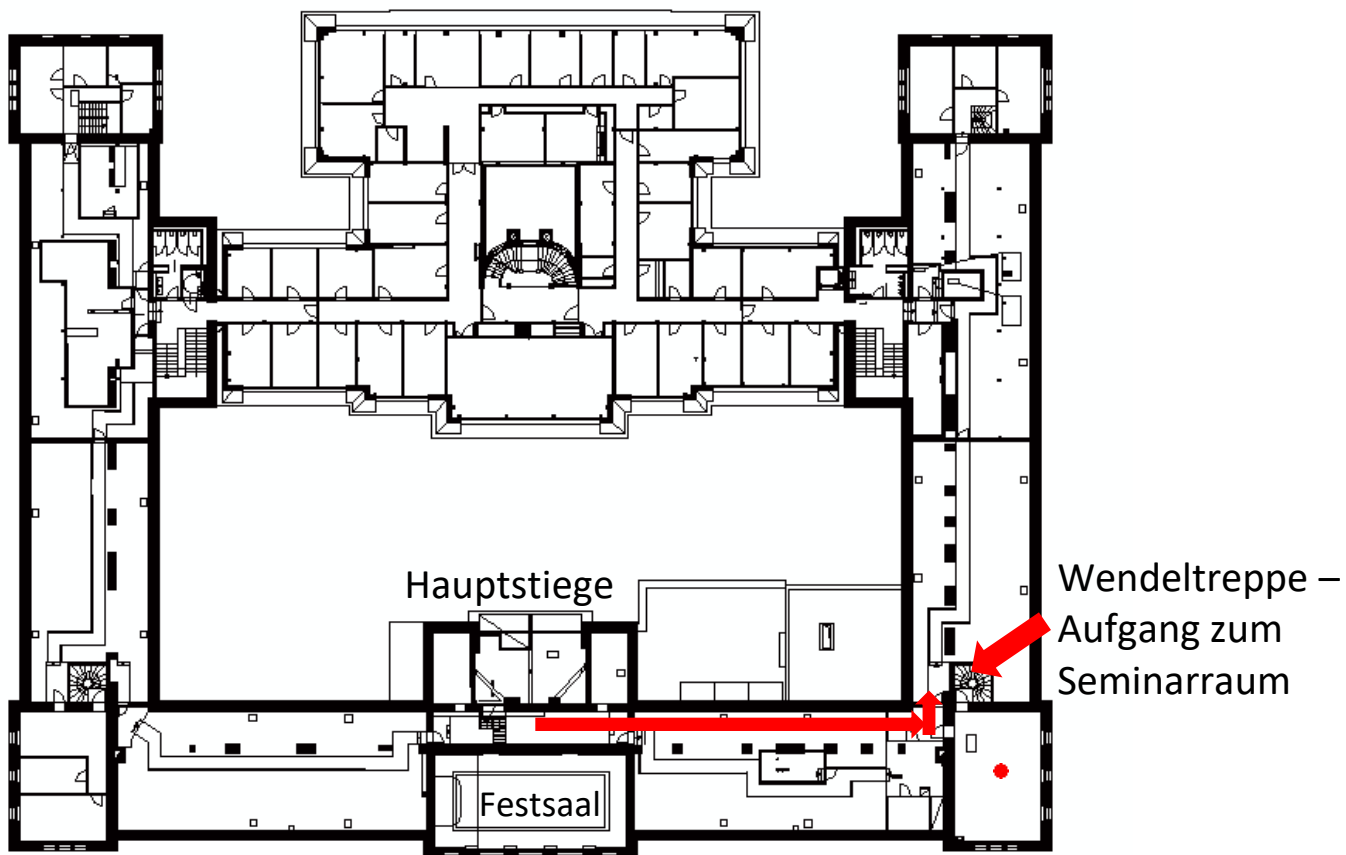 Hauptstiege
Wendeltreppe –
Aufgang zum
Seminarraum
Festsaal